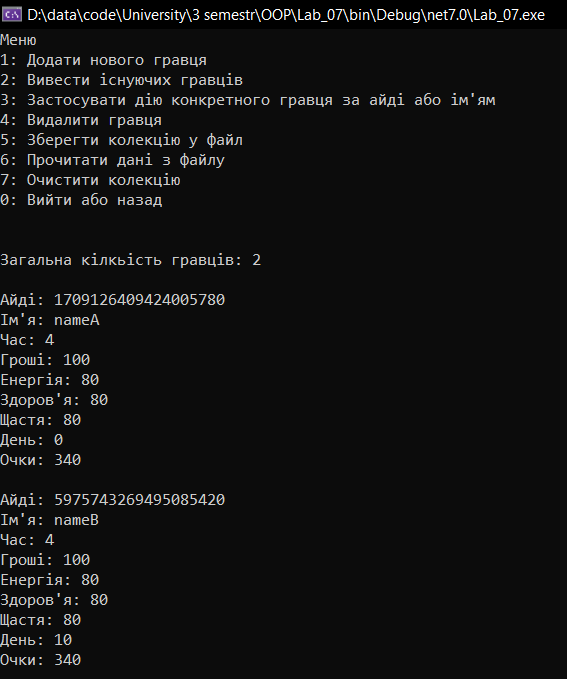 D:\data\code\University\3 semestr\OOP\Lab_07\bin\Debug\net7.0\Lab_07.exe
Меню
1: Додати нового гравця
2: Вивести існуючих гравців
3: Застосувати дію конкретного гравця за айді або ім'ям
4: Видалити гравця
5: Зберегти колекцію у файл
6: Прочитати дані з файлу
7: Очистити колекцію
0: Вийти або назад
Загальна кілкьість гравців: 2
Айді: 1709126409424005780
Ім'я: nameA
Час: 4
Гроші: 100
Енергія: 80
Здоров'я: 80
Щастя: 80
День: 0
Очки: 340
Айді: 5975743269495085420
Ім'я: nameB
Час: 4
Гроші: 100
Енергія: 80
Здоров'я: 80
Щастя: 80
День: 10
Очки: 340